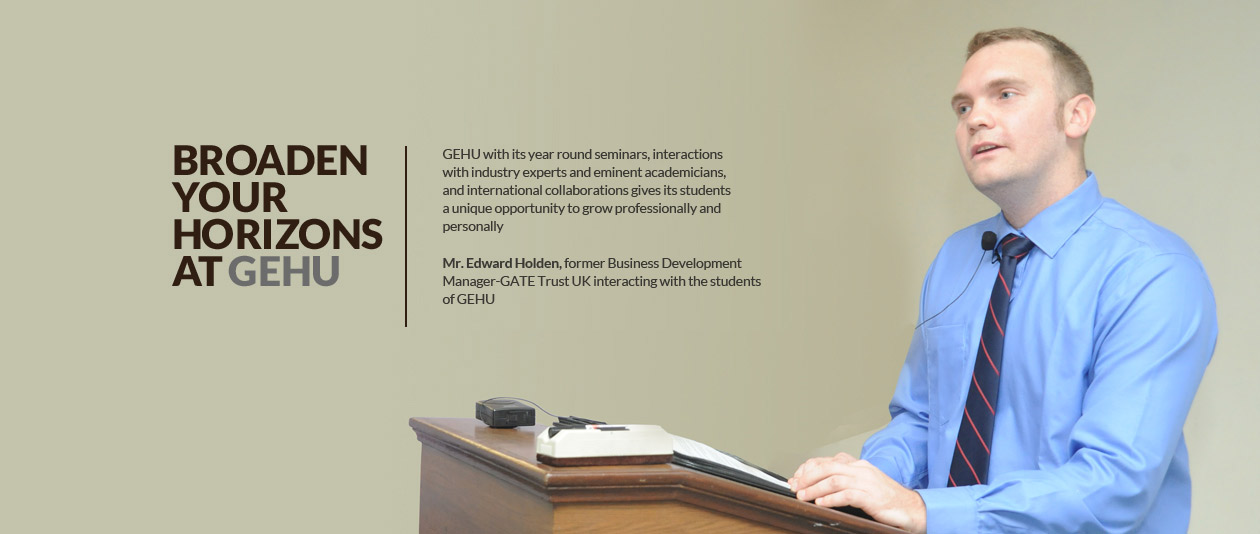 BROADEN
YOUR
HORIZONS
AT GEHU
GEHU with its year round seminars, interactions
with industry experts and eminent academicians,
and international collaborations gives its students
a unique opportunity to grow professionally and
personally
Mr. Edward Holden, former Business Development
Manager-GATE Trust UK interacting with the students
of GEHU